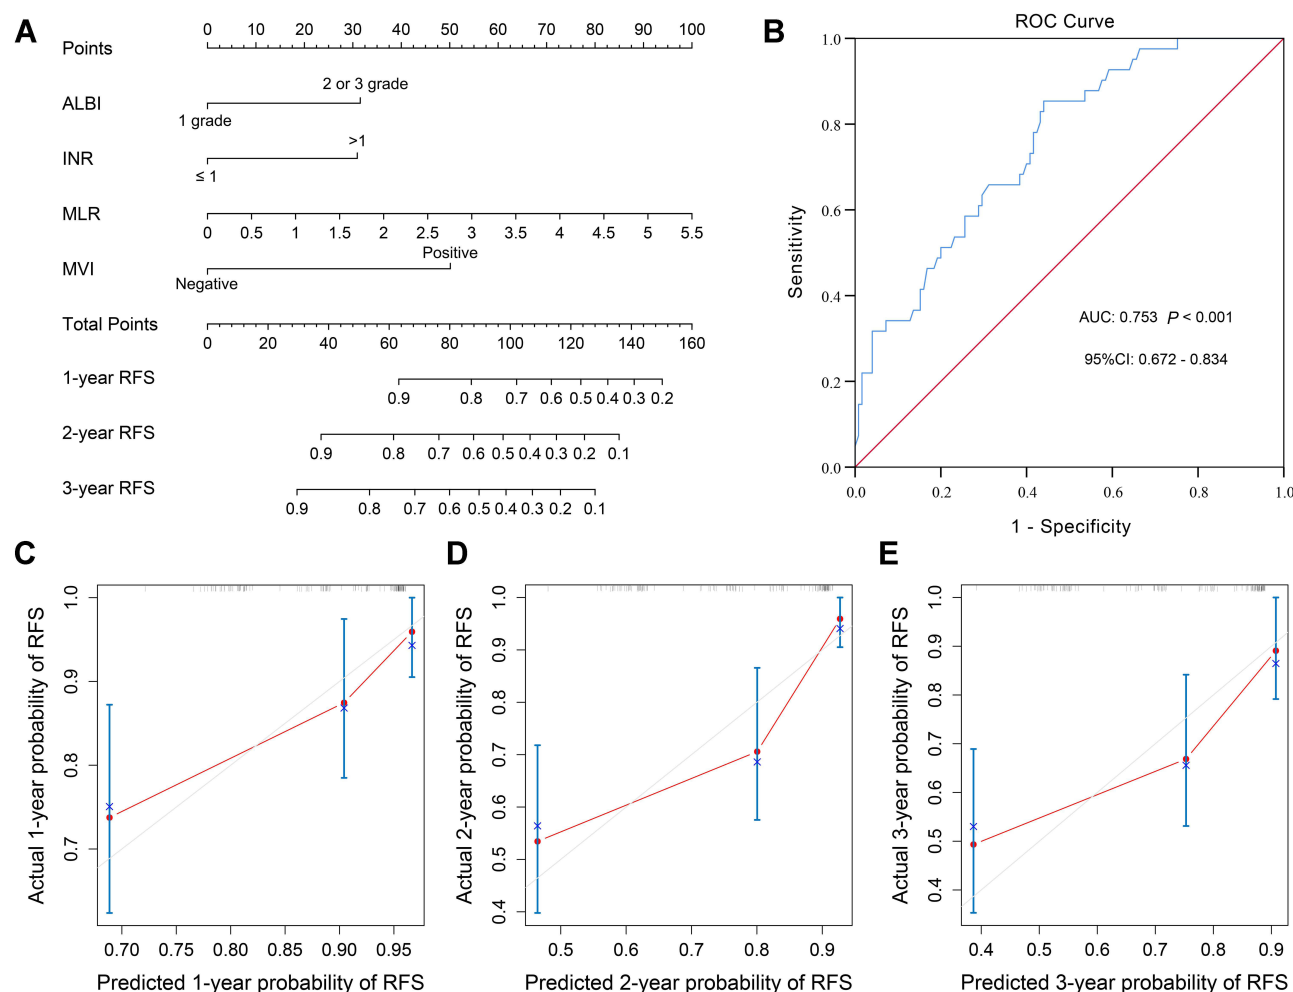 A
Points
0 10 20 30 40 50 60 70 80 90 100
ALBI
2 or 3 grade
1 grade
INR
>1
≤ 1
MLR
0 0.5 1 1.5 2 2.5 3 3.5 4 4.5 5 5.5
MVI
Positive
Negative
Total Points
0 20 40 60 80 100 120 140 160
1-year RFS
0.9 0.8 0.7 0.6 0.5 0.4 0.3 0.2
2-year RFS
0.9 0.8 0.7 0.6 0.5 0.4 0.3 0.2 0.1
3-year RFS
0.9 0.8 0.7 0.6 0.5 0.4 0.3 0.2 0.1
B
ROC Curve
Sensitivity
1.0
0.8
0.6
0.4
0.2
0.0
AUC: 0.753 P < 0.001
95%CI: 0.672 - 0.834
0.0 0.2 0.4 0.6 0.8 1.0
1 - Specificity
C
Actual 1-year probability of RFS
1.0
0.9
0.8
0.7
0.70 0.75 0.80 0.85 0.90 0.95
Predicted 1-year probability of RFS
D
Actual 2-year probability of RFS
1.0
0.9
0.8
0.7
0.6
0.5
0.4
0.5 0.6 0.7 0.8 0.9
Predicted 2-year probability of RFS
E
Actual 3-year probability of RFS
1.0
0.9
0.8
0.7
0.6
0.5
0.4
0.4 0.5 0.6 0.7 0.8 0.9
Predicted 3-year probability of RFS